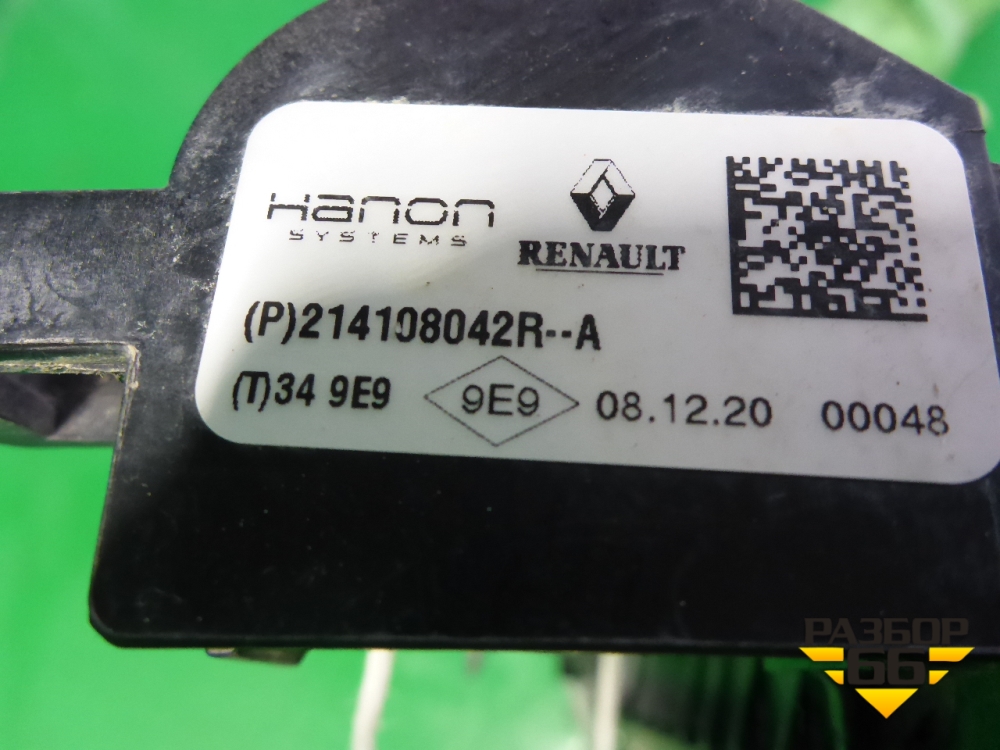 Hanon
SYSTEMS
RENAULT
(P)214108042R--A
(T)34 9E9
9E9
08.12.20
00048
РАЗБОР
66